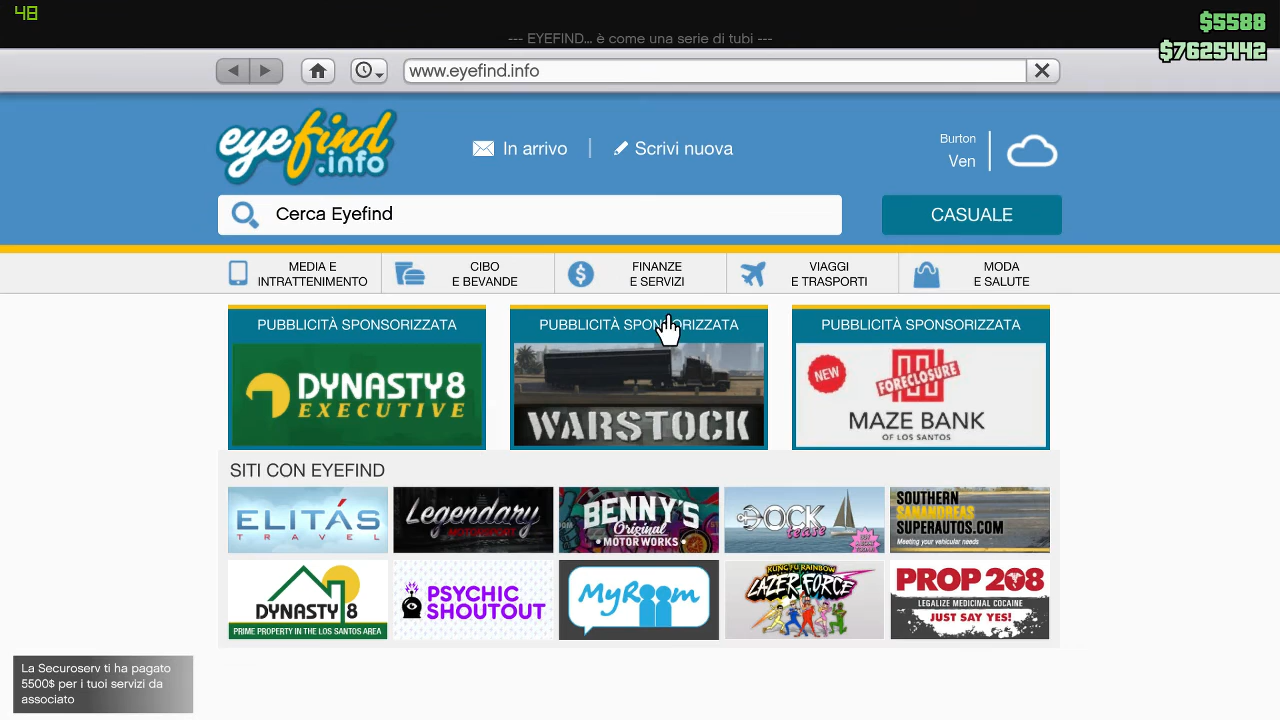 48
$5588
--- EYEFIND... è come una serie di tubi ---
$7625442
www.eyefind.info
eyefind
.info
In arrivo
Scrivi nuova
Burton
Ven
Cerca Eyefind
CASUALE
MEDIA E
INTRATTENIMENTO
CIBO
E BEVANDE
FINANZE
E SERVIZI
VIAGGI
E TRASPORTI
MODA
E SALUTE
PUBBLICITÀ SPONSORIZZATA
DYNASTY8
EXECUTIVE
PUBBLICITÀ SPONSORIZZATA
WARSTOCK
PUBBLICITÀ SPONSORIZZATA
NEW
FORECLOSURE
MAZE BANK
OF LOS SANTOS
SITI CON EYEFIND
ELITÁS
TRAVEL
Legendary
MOTORSPORT
BENNY'S
Original
MOTOR WORKS
DOCK
tease
SOUTHERN
SANANDREAS
SUPERAUTOS.COM
Meeting your vehicular needs
DYNASTY 8
PRIME PROPERTY IN THE LOS SANTOS AREA
PSYCHIC
SHOUTOUT
MyRoom
KUNG FU RAINBOW
LAZER FORCE
PROP 208
LEGALIZE MEDICINAL COCAINE
JUST SAY YES!
La Securoserv ti ha pagato
5500$ per i tuoi servizi da
associato